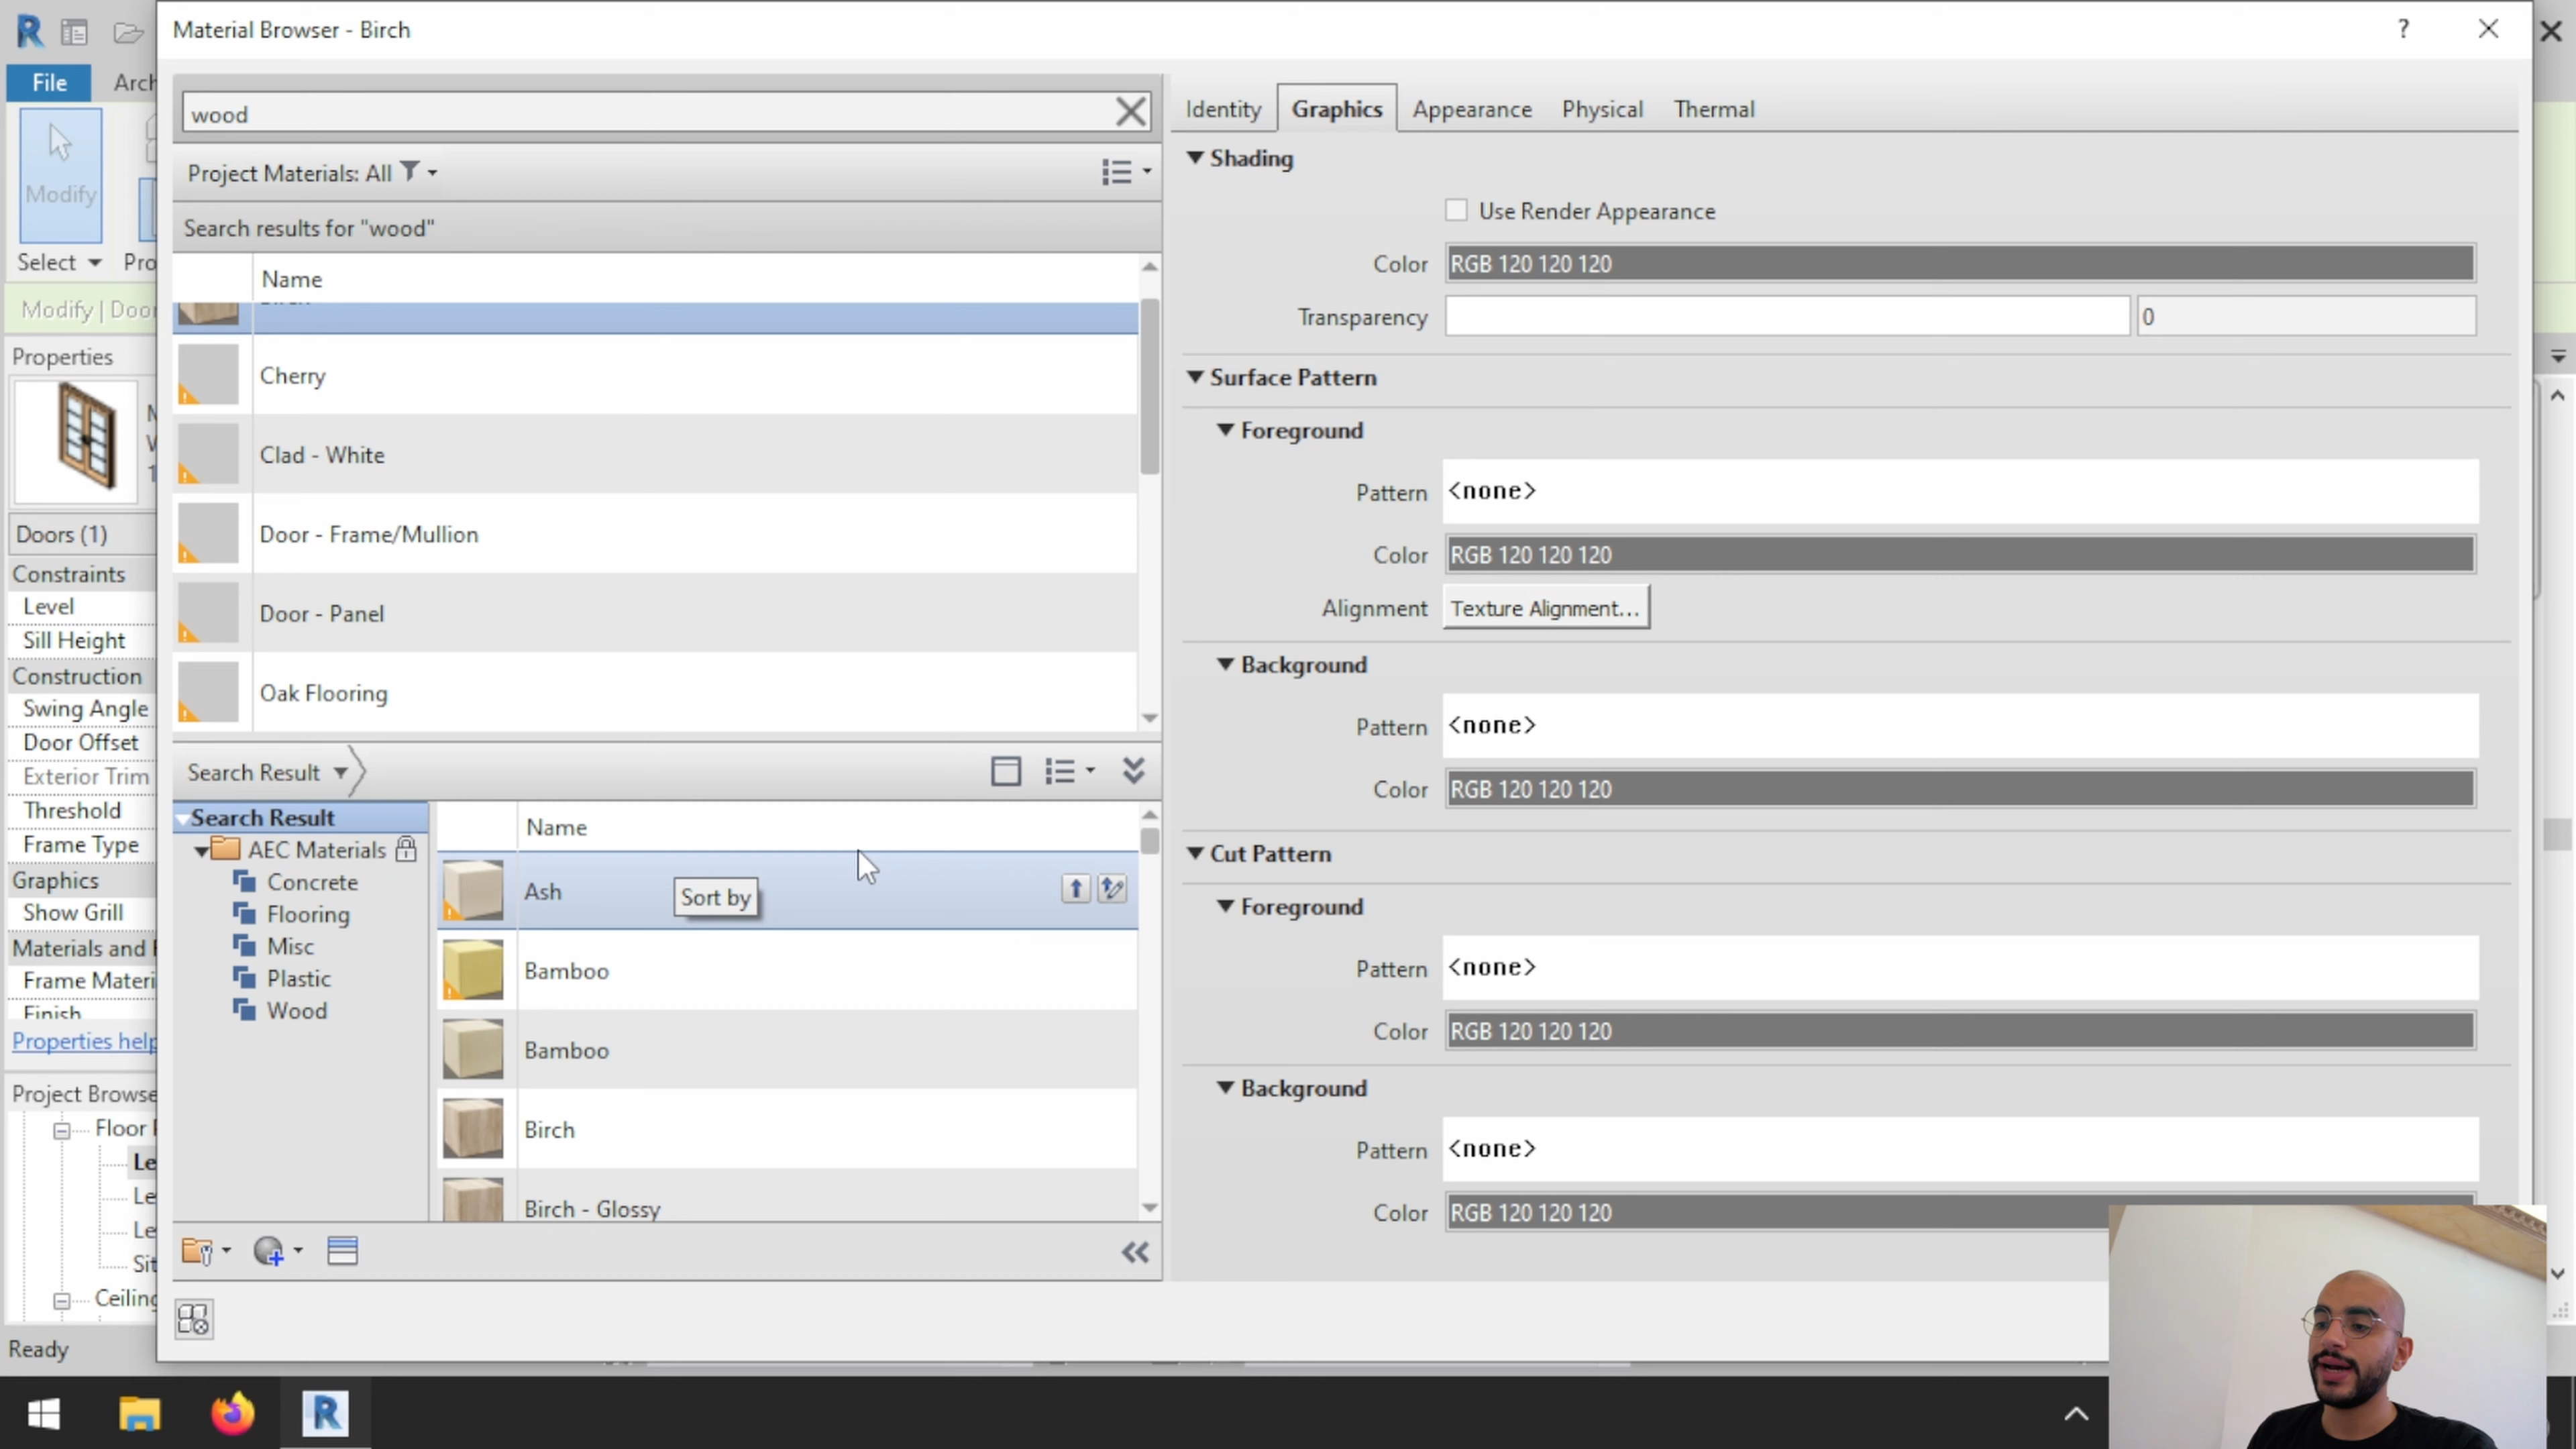 Material Browser - Birch
?
File
Arch
Modify
Select
Pro
Modify | Doo
Properties
Doors (1)
Constraints
Level
Sill Height
Construction
Swing Angle
Door Offset
Exterior Trim
Threshold
Frame Type
Graphics
Show Grill
Materials and
Frame Materi
Finish
Properties help
Project Browse
Floor
Le
Le
Le
Sit
Ceiling
Ready
wood
Project Materials: All
Search results for "wood"
Name
Cherry
Clad - White
Door - Frame/Mullion
Door - Panel
Oak Flooring
Search Result
Search Result
AEC Materials
Concrete
Flooring
Misc
Plastic
Wood
Name
Ash
Sort by
Bamboo
Bamboo
Birch
Birch - Glossy
Identity
Graphics
Appearance
Physical
Thermal
Shading
Use Render Appearance
Color
RGB 120 120 120
Transparency
0
Surface Pattern
Foreground
Pattern
<none>
Color
RGB 120 120 120
Alignment
Texture Alignment...
Background
Pattern
<none>
Color
RGB 120 120 120
Cut Pattern
Foreground
Pattern
<none>
Color
RGB 120 120 120
Background
Pattern
<none>
Color
RGB 120 120 120